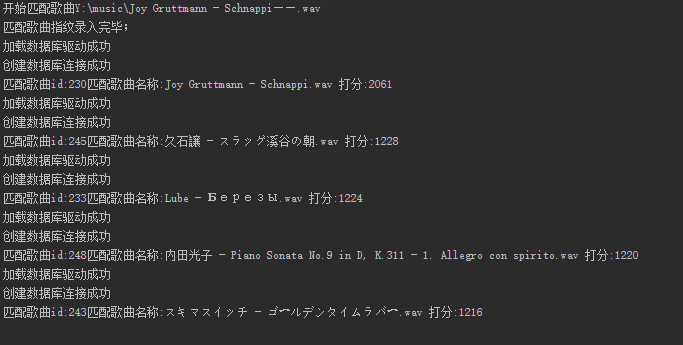 开始匹配歌曲Y:\music\Joy Gruttmann - Schnappi——.wav
匹配歌曲指纹录入完毕；
加载数据库驱动成功
创建数据库连接成功
匹配歌曲id:230匹配歌曲名称:Joy Gruttmann - Schnappi.wav 打分:2061
加载数据库驱动成功
创建数据库连接成功
匹配歌曲id:245匹配歌曲名称:久石譲 - スラッグ溪谷の朝.wav 打分:1228
加载数据库驱动成功
创建数据库连接成功
匹配歌曲id:233匹配歌曲名称:Lube - Березы.wav 打分:1224
加载数据库驱动成功
创建数据库连接成功
匹配歌曲id:248匹配歌曲名称:内田光子 - Piano Sonata No.9 in D, K.311 - 1. Allegro con spirito.wav 打分:1220
加载数据库驱动成功
创建数据库连接成功
匹配歌曲id:243匹配歌曲名称:スキマスイッチ - ゴールデンタイムラバー.wav 打分:1216